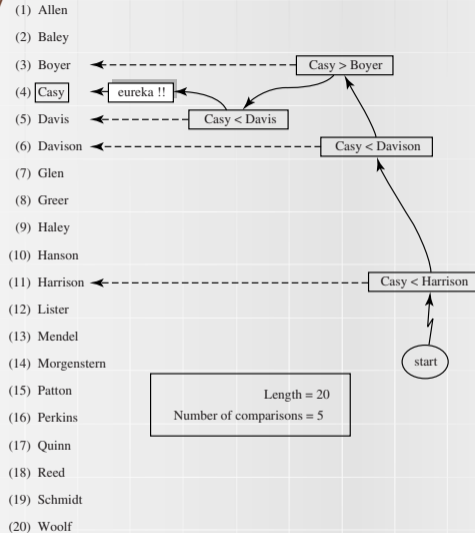 (1) Allen
(2) Baley
(3) Boyer
Casy > Boyer
(4) Casy
eureka !!
(5) Davis
Casy < Davis
(6) Davison
Casy < Davison
(7) Glen
(8) Greer
(9) Haley
(10) Hanson
(11) Harrison
Casy < Harrison
(12) Lister
(13) Mendel
(14) Morgenstern
start
(15) Patton
Length = 20
(16) Perkins
Number of comparisons = 5
(17) Quinn
(18) Reed
(19) Schmidt
(20) Woolf